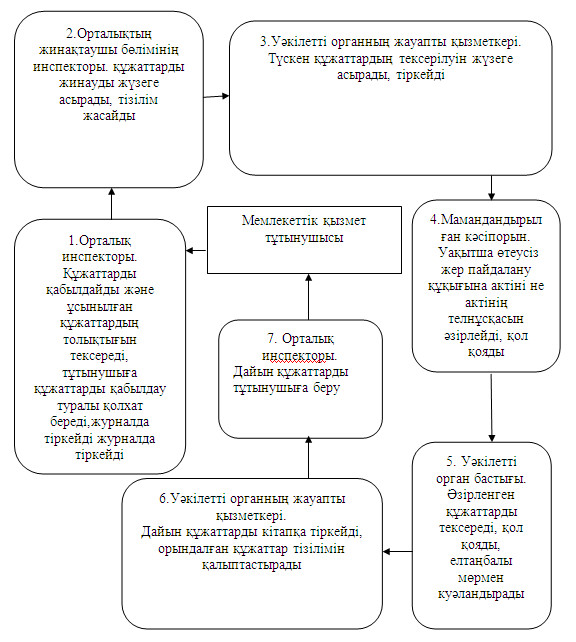 2.Орталықтың
жинақтаушы бөлімінің
инспекторы. құжаттарды
жинауды жүзеге
асырады, тізілім
жасайды
3.Уәкілетті органның жауапты қызметкері.
Түскен құжаттардың тексерілуін жүзеге
асырады, тіркейді
1.Орталық
инспекторы.
Құжаттарды
қабылдайды және
ұсынылған
құжаттардың
толықтығын
тексереді,
тұтынушыға
құжаттарды қабылдау
туралы қолхат
береді,журналда
тіркейді журналда
тіркейді
Мемлекеттік қызмет
тұтынушысы
4.Мамандандырыл
ған кәсіпорын.
Уақытша өтеусіз
жер пайдалану
құқығына актіні не
актінің
телнұсқасын
әзірлейді, қол
қояды
7. Орталық
инспекторы.
Дайын құжаттарды
тұтынушыға беру
5. Уәкілетті
орган бастығы.
Әзірленген
құжаттарды
тексереді, қол
қояды,
елтаңбалы
мөрмен
куәландырады
6.Уәкілетті органның жауапты
қызметкері.
Дайын құжаттарды кітапқа тіркейді,
орындалған құжаттар тізілімін
қалыптастырады